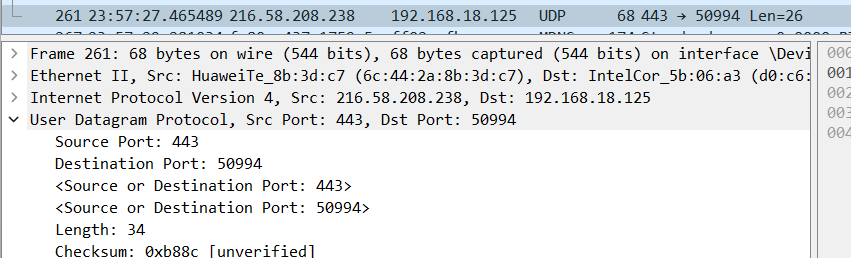 261 23:57:27.465489 216.58.208.238 192.168.18.125 UDP 68 443 → 50994 Len=26
Frame 261: 68 bytes on wire (544 bits), 68 bytes captured (544 bits) on interface \Devi
Ethernet II, Src: HuaweiTe_8b:3d:c7 (6c:44:2a:8b:3d:c7), Dst: IntelCor_5b:06:a3 (d0:c6:
Internet Protocol Version 4, Src: 216.58.208.238, Dst: 192.168.18.125
User Datagram Protocol, Src Port: 443, Dst Port: 50994
Source Port: 443
Destination Port: 50994
<Source or Destination Port: 443>
<Source or Destination Port: 50994>
Length: 34
Checksum: 0xb88c [unverified]
000
001
002
003
004